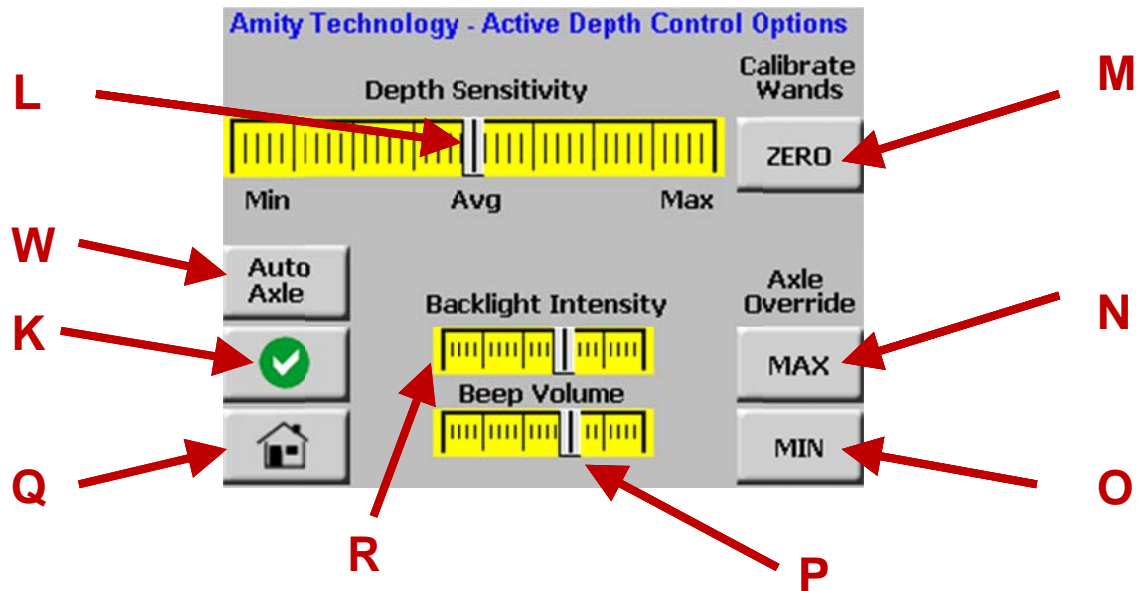 Amity Technology - Active Depth Control Options
L
Depth Sensitivity
Calibrate
Wands
M
ZERO
Min Avg Max
W
Auto
Axle
Axle
Override
K
Backlight Intensity
N
MAX
Beep Volume
Q
MIN
O
R
P